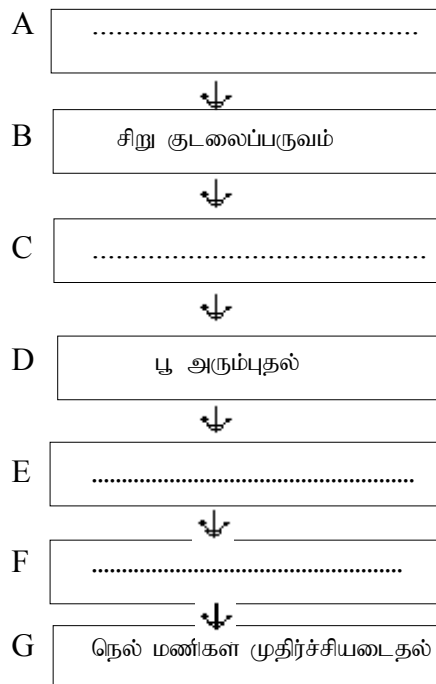 A ..........................................
B சிறு குடலைப்பருவம்
C ..........................................
D பூ அரும்புதல்
E ..........................................
F ..........................................
G நெல் மணிகள் முதிர்ச்சியடைதல்